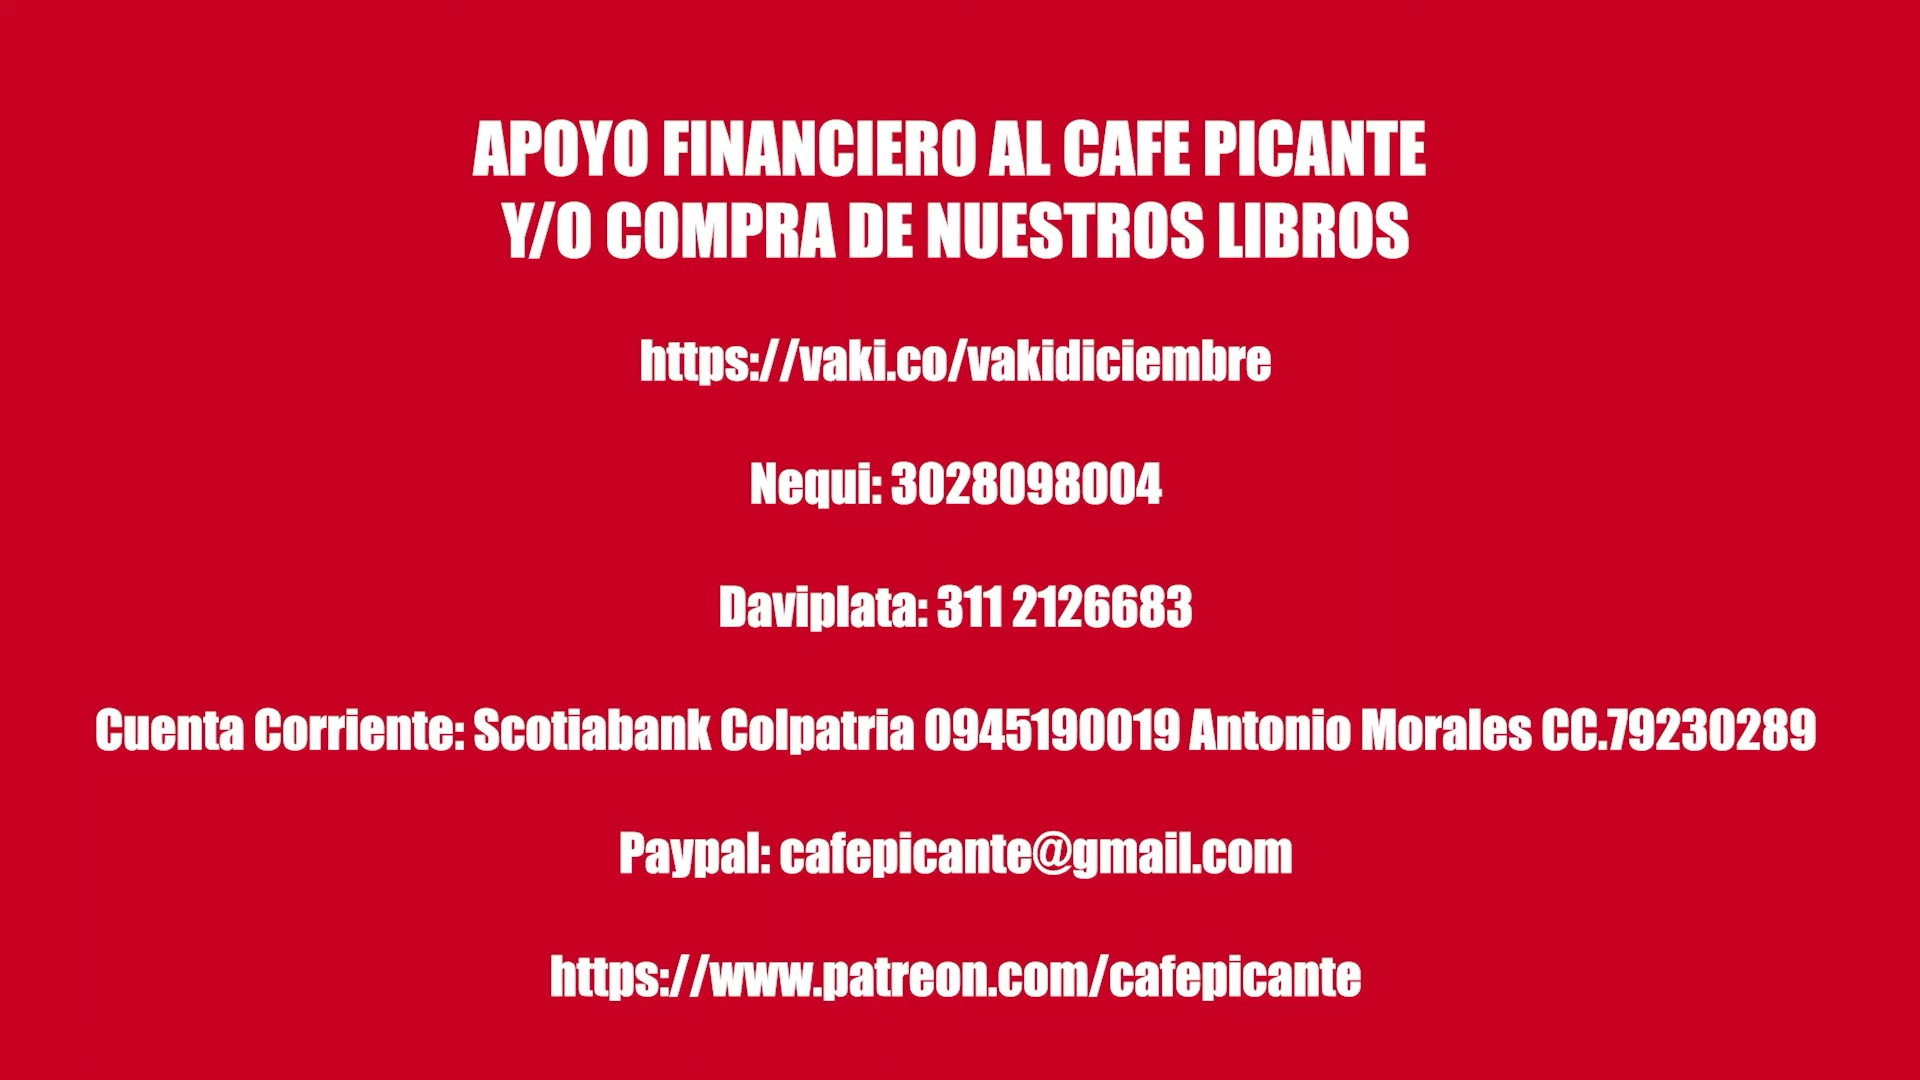 APOYO FINANCIERO AL CAFE PICANTE
Y/O COMPRA DE NUESTROS LIBROS
https://vaki.co/vakidiciembre
Nequi: 3028098004
Daviplata: 311 2126683
Cuenta Corriente: Scotiabank Colpatria 0945190019 Antonio Morales CC.79230289
Paypal: cafepicante@gmail.com
https://www.patreon.com/cafepicante